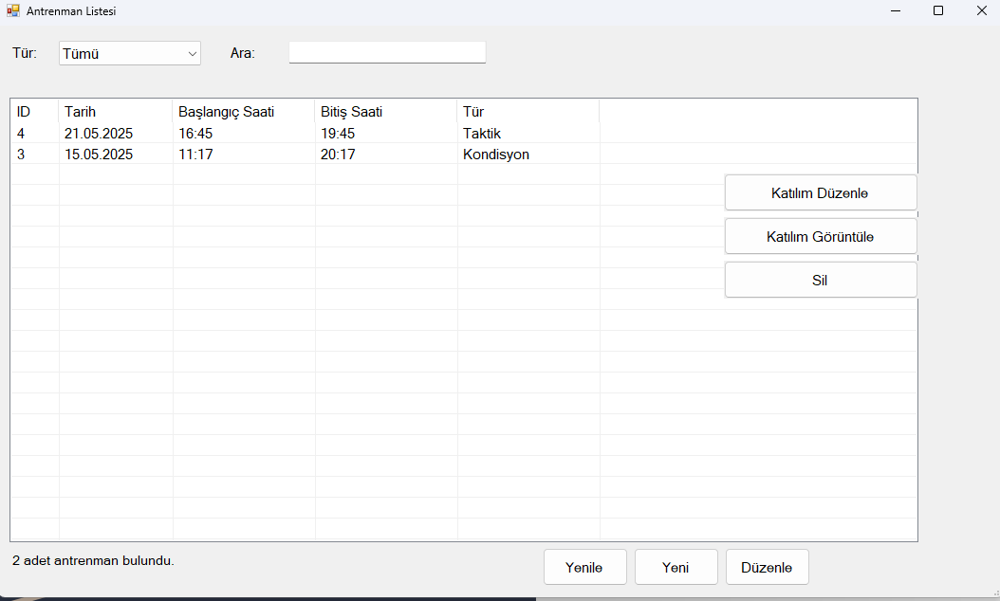 Antrenman Listesi
Tür: Tümü Ara:
ID Tarih Başlangıç Saati Bitiş Saati Tür
4 21.05.2025 16:45 19:45 Taktik
3 15.05.2025 11:17 20:17 Kondisyon
Katılım Düzenle
Katılım Görüntüle
Sil
2 adet antrenman bulundu.
Yenile Yeni Düzenle